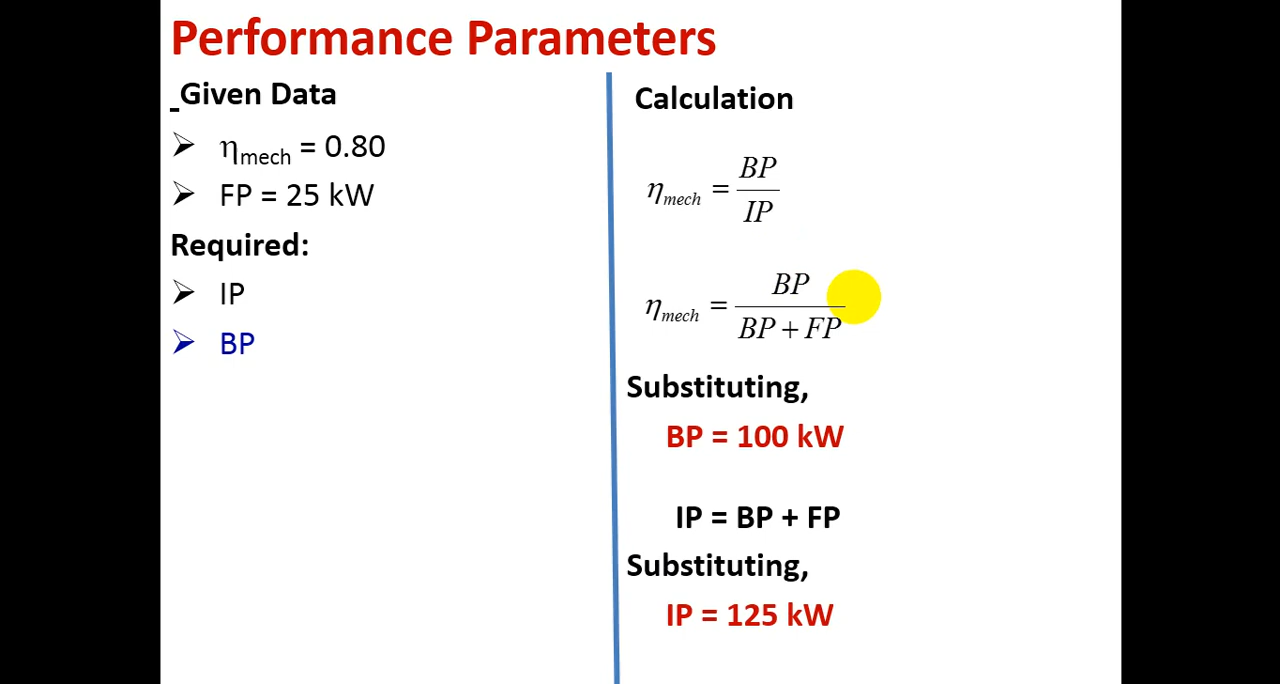 Performance Parameters
Given Data
➢ ηmech = 0.80
➢ FP = 25 kW
Required:
➢ IP
➢ BP
Calculation
ηmech = BP / IP
ηmech = BP / BP + FP
Substituting,
BP = 100 kW
IP = BP + FP
Substituting,
IP = 125 kW